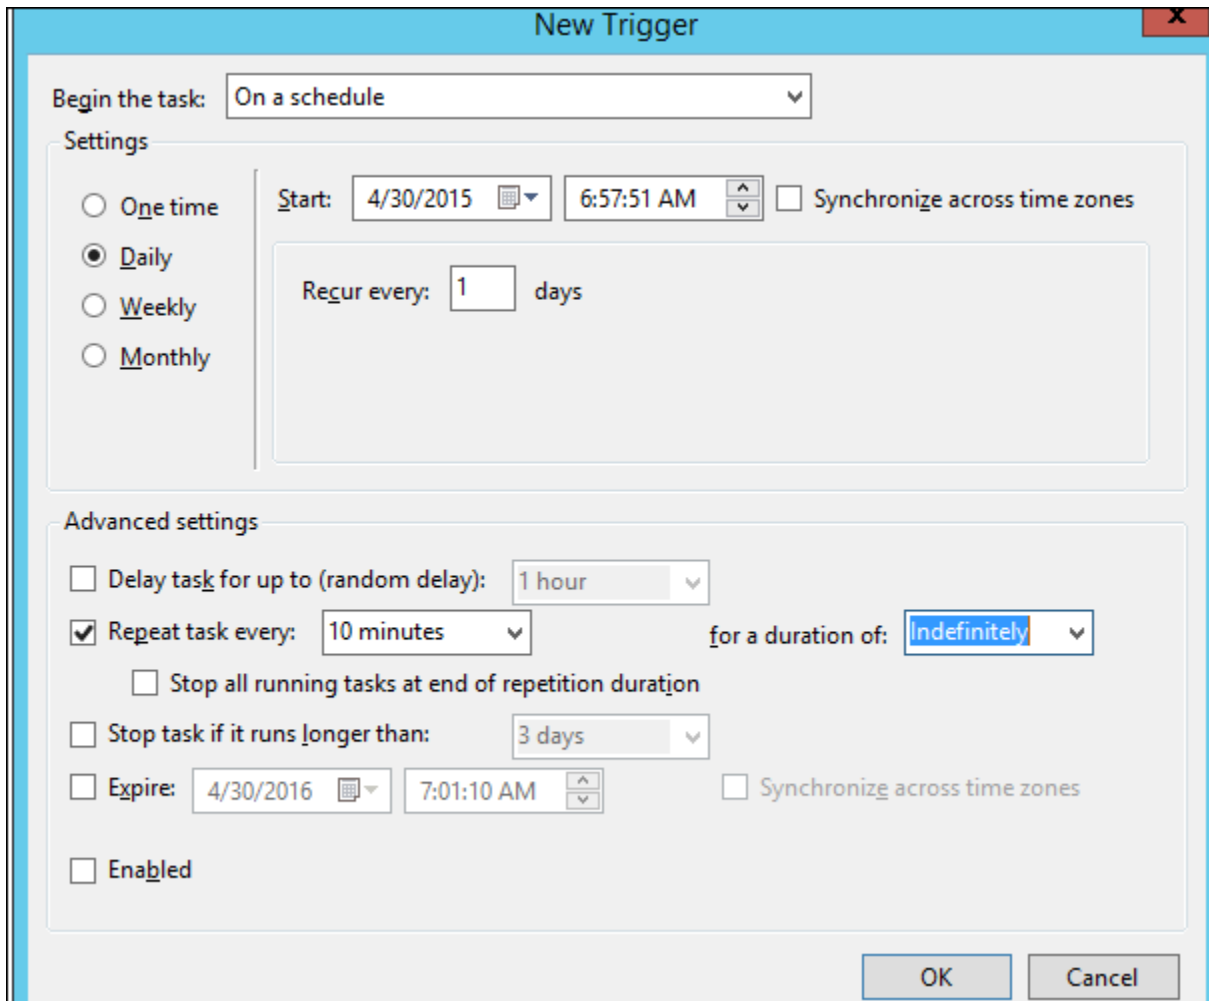 New Trigger
X
Begin the task: On a schedule
Settings
One time
Start: 4/30/2015 6:57:51 AM Synchronize across time zones
Daily
Recur every: 1 days
Weekly
Monthly
Advanced settings
Delay task for up to (random delay): 1 hour
Repeat task every: 10 minutes for a duration of: Indefinitely
Stop all running tasks at end of repetition duration
Stop task if it runs longer than: 3 days
Expire: 4/30/2016 7:01:10 AM Synchronize across time zones
Enabled
OK Cancel